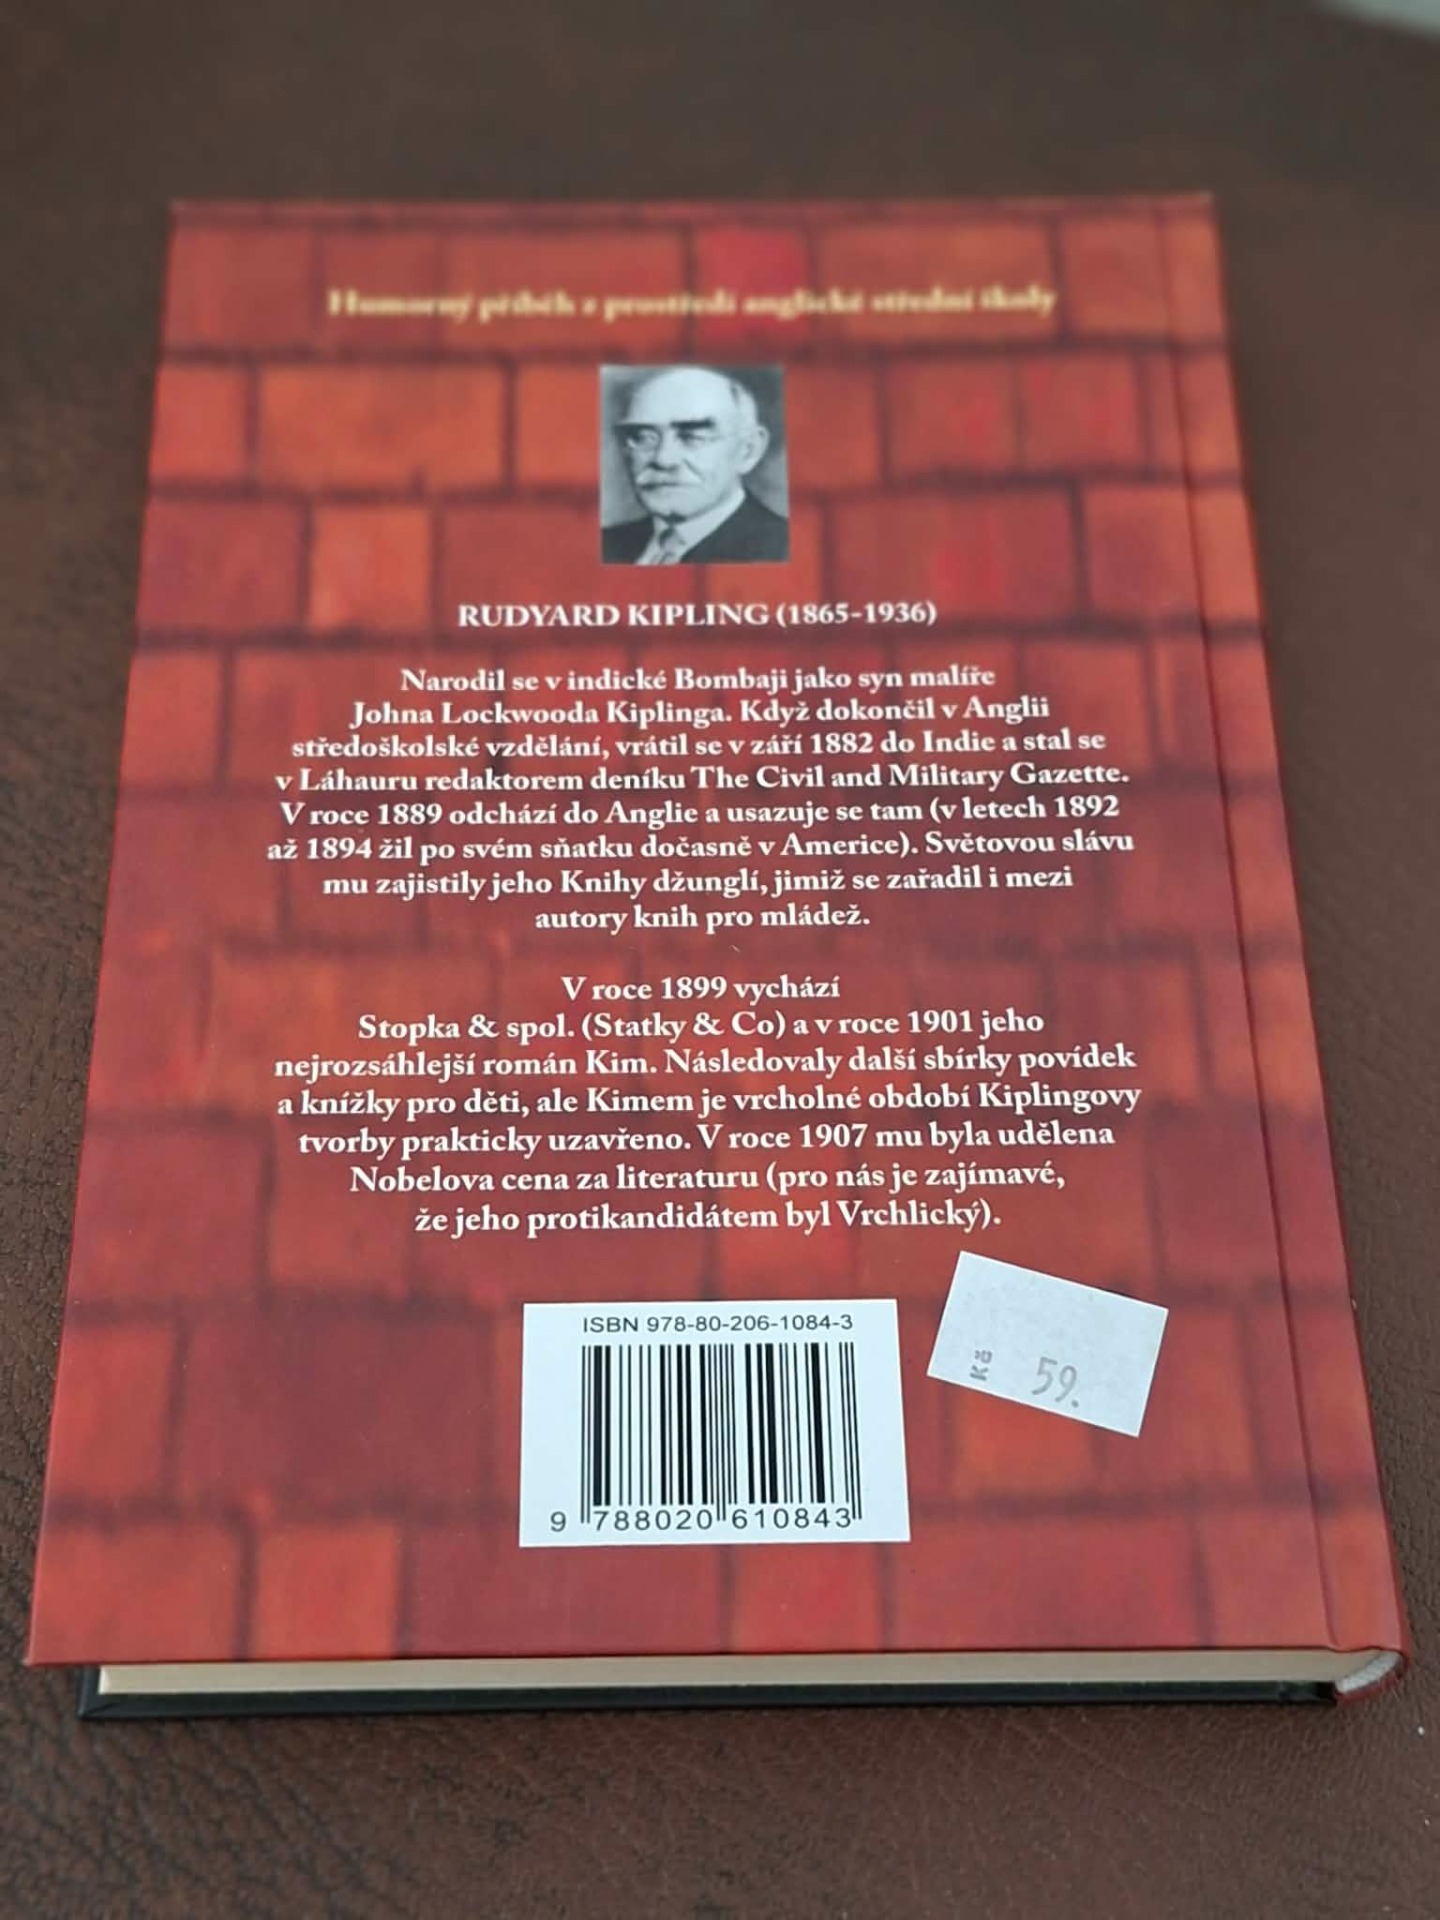 Humorný příběh z prostředí anglické střední školy
RUDYARD KIPLING (1865-1936)
Narodil se v indické Bombaji jako syn malíře
Johna Lockwooda Kiplinga. Když dokončil v Anglii
středoškolské vzdělání, vrátil se v září 1882 do Indie a stal se
v Láhauru redaktorem deníku The Civil and Military Gazette.
V roce 1889 odchází do Anglie a usazuje se tam (v letech 1892
až 1894 žil po svém sňatku dočasně v Americe). Světovou slávu
mu zajistily jeho Knihy džunglí, jimiž se zařadil i mezi
autory knih pro mládež.
V roce 1899 vychází
Stopka & spol. (Statky & Co) a v roce 1901 jeho
nejrozsáhlejší román Kim. Následovaly další sbírky povídek
a knížky pro děti, ale Kimem je vrcholné období Kiplingovy
tvorby prakticky uzavřeno. V roce 1907 mu byla udělena
Nobelova cena za literaturu (pro nás je zajímavé,
že jeho protikandidátem byl Vrchlický).
ISBN 978-80-206-1084-3
Kč 59.
9 788020 610843